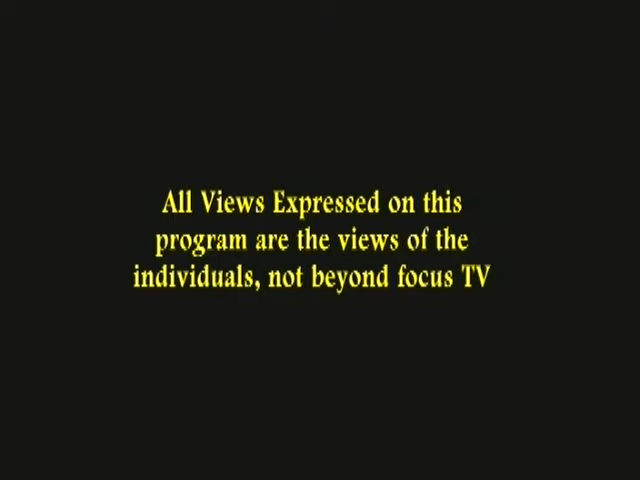 All Views Expressed on this
program are the views of the
individuals, not beyond focus TV